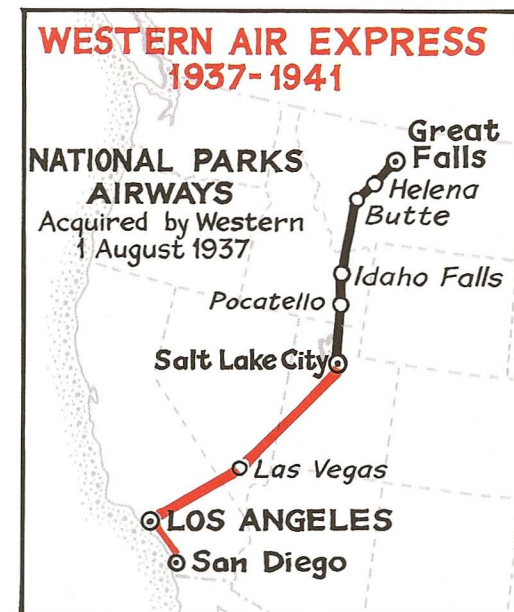 WESTERN AIR EXPRESS
1937-1941
NATIONAL PARKS
AIRWAYS
Acquired by Western
1 August 1937
Great
Falls
Helena
Butte
Idaho Falls
Pocatello
Salt Lake City
Las Vegas
LOS ANGELES
San Diego